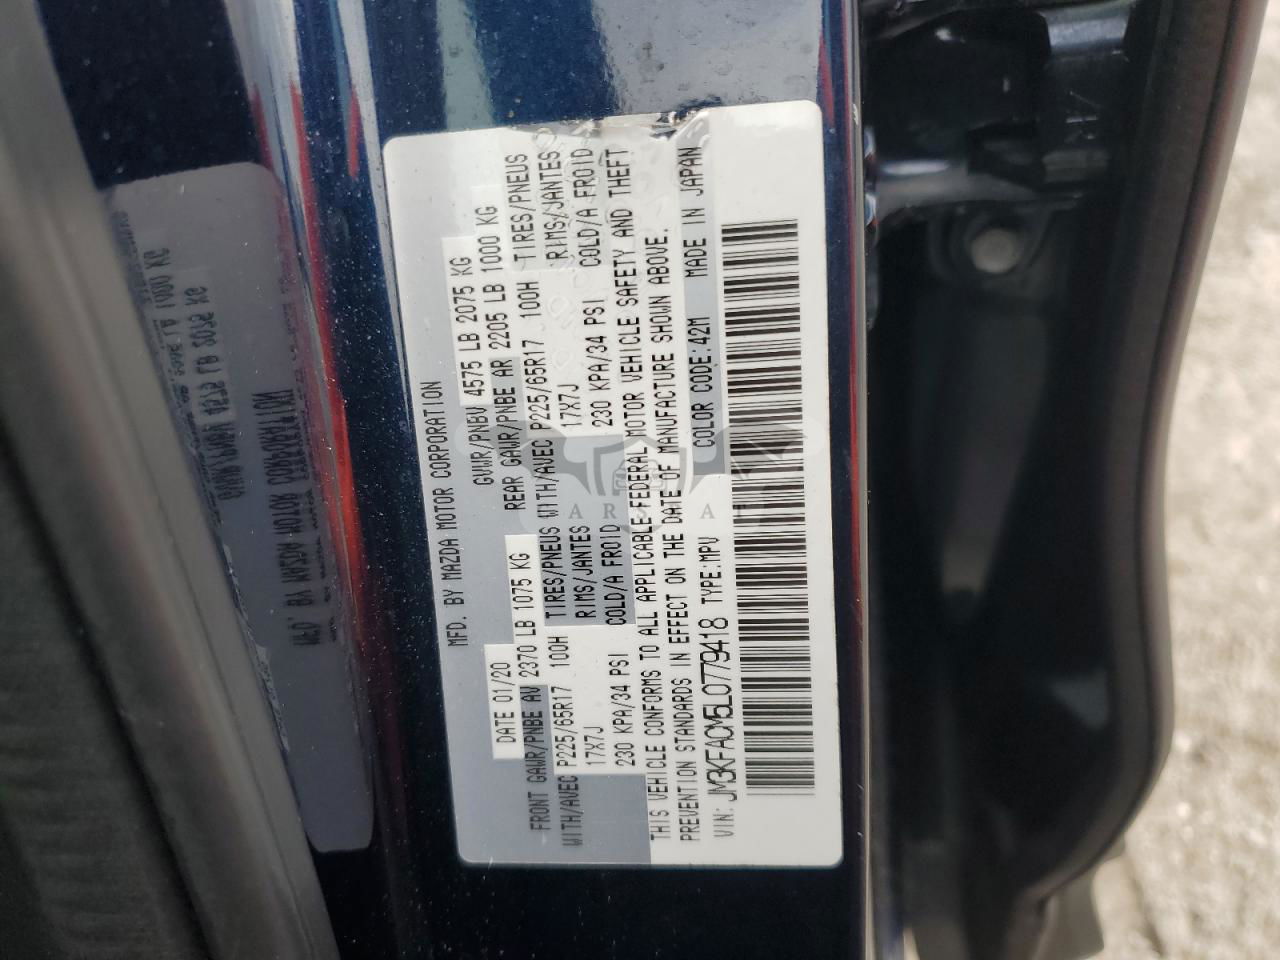 MFD. BY MAZDA MOTOR CORPORATION
DATE 01/20 GVWR/PNBV 4575 LB 2075 KG
FRONT GAWR/PNBE AV 2370 LB 1075 KG REAR GAWR/PNBE AR 2205 LB 1000 KG
WITH/AVEC P225/65R17 100H TIRES/PNEUS WITH/AVEC P225/65R17 100H TIRES/PNEUS
17X7J RIMS/JANTES 17X7J RIMS/JANTES
230 KPA/34 PSI COLD/A FROID 230 KPA/34 PSI COLD/A FROID
THIS VEHICLE CONFORMS TO ALL APPLICABLE FEDERAL MOTOR VEHICLE SAFETY AND THEFT
PREVENTION STANDARDS IN EFFECT ON THE DATE OF MANUFACTURE SHOWN ABOVE.
VIN: JM3KFACM5L0779418 TYPE:MPV COLOR CODE:42M MADE IN JAPAN